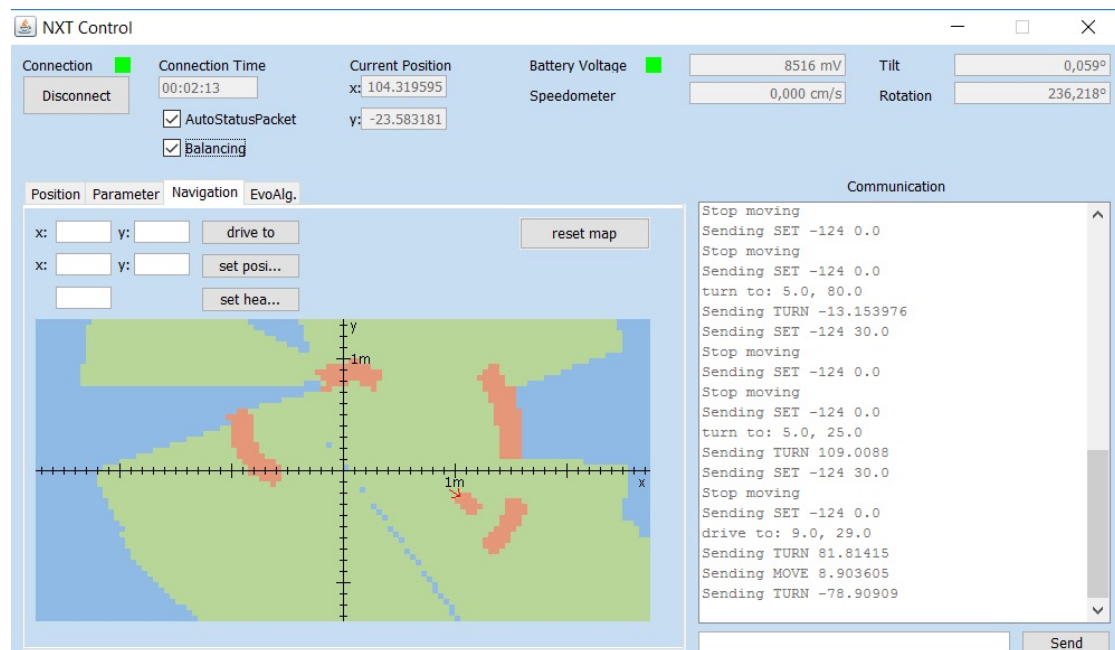 NXT Control
Connection
Connection Time
Current Position
Battery Voltage
8516 mV
Tilt
0,059º
Disconnect
00:02:13
x: 104.319595
Speedometer
0,000 cm/s
Rotation
236,218º
AutoStatusPacket
y: -23.583181
Balancing
Position Parameter Navigation EvoAlg.
Communication
x:
y:
drive to
reset map
x:
y:
set posi...
set hea...
y
1m
1m
x
Stop moving
Sending SET -124 0.0
Stop moving
Sending SET -124 0.0
turn to: 5.0, 80.0
Sending TURN -13.153976
Sending SET -124 30.0
Stop moving
Sending SET -124 0.0
Stop moving
Sending SET -124 0.0
turn to: 5.0, 25.0
Sending TURN 109.0088
Sending SET -124 30.0
Stop moving
Sending SET -124 0.0
drive to: 9.0, 29.0
Sending TURN 81.81415
Sending MOVE 8.903605
Sending TURN -78.90909
Send